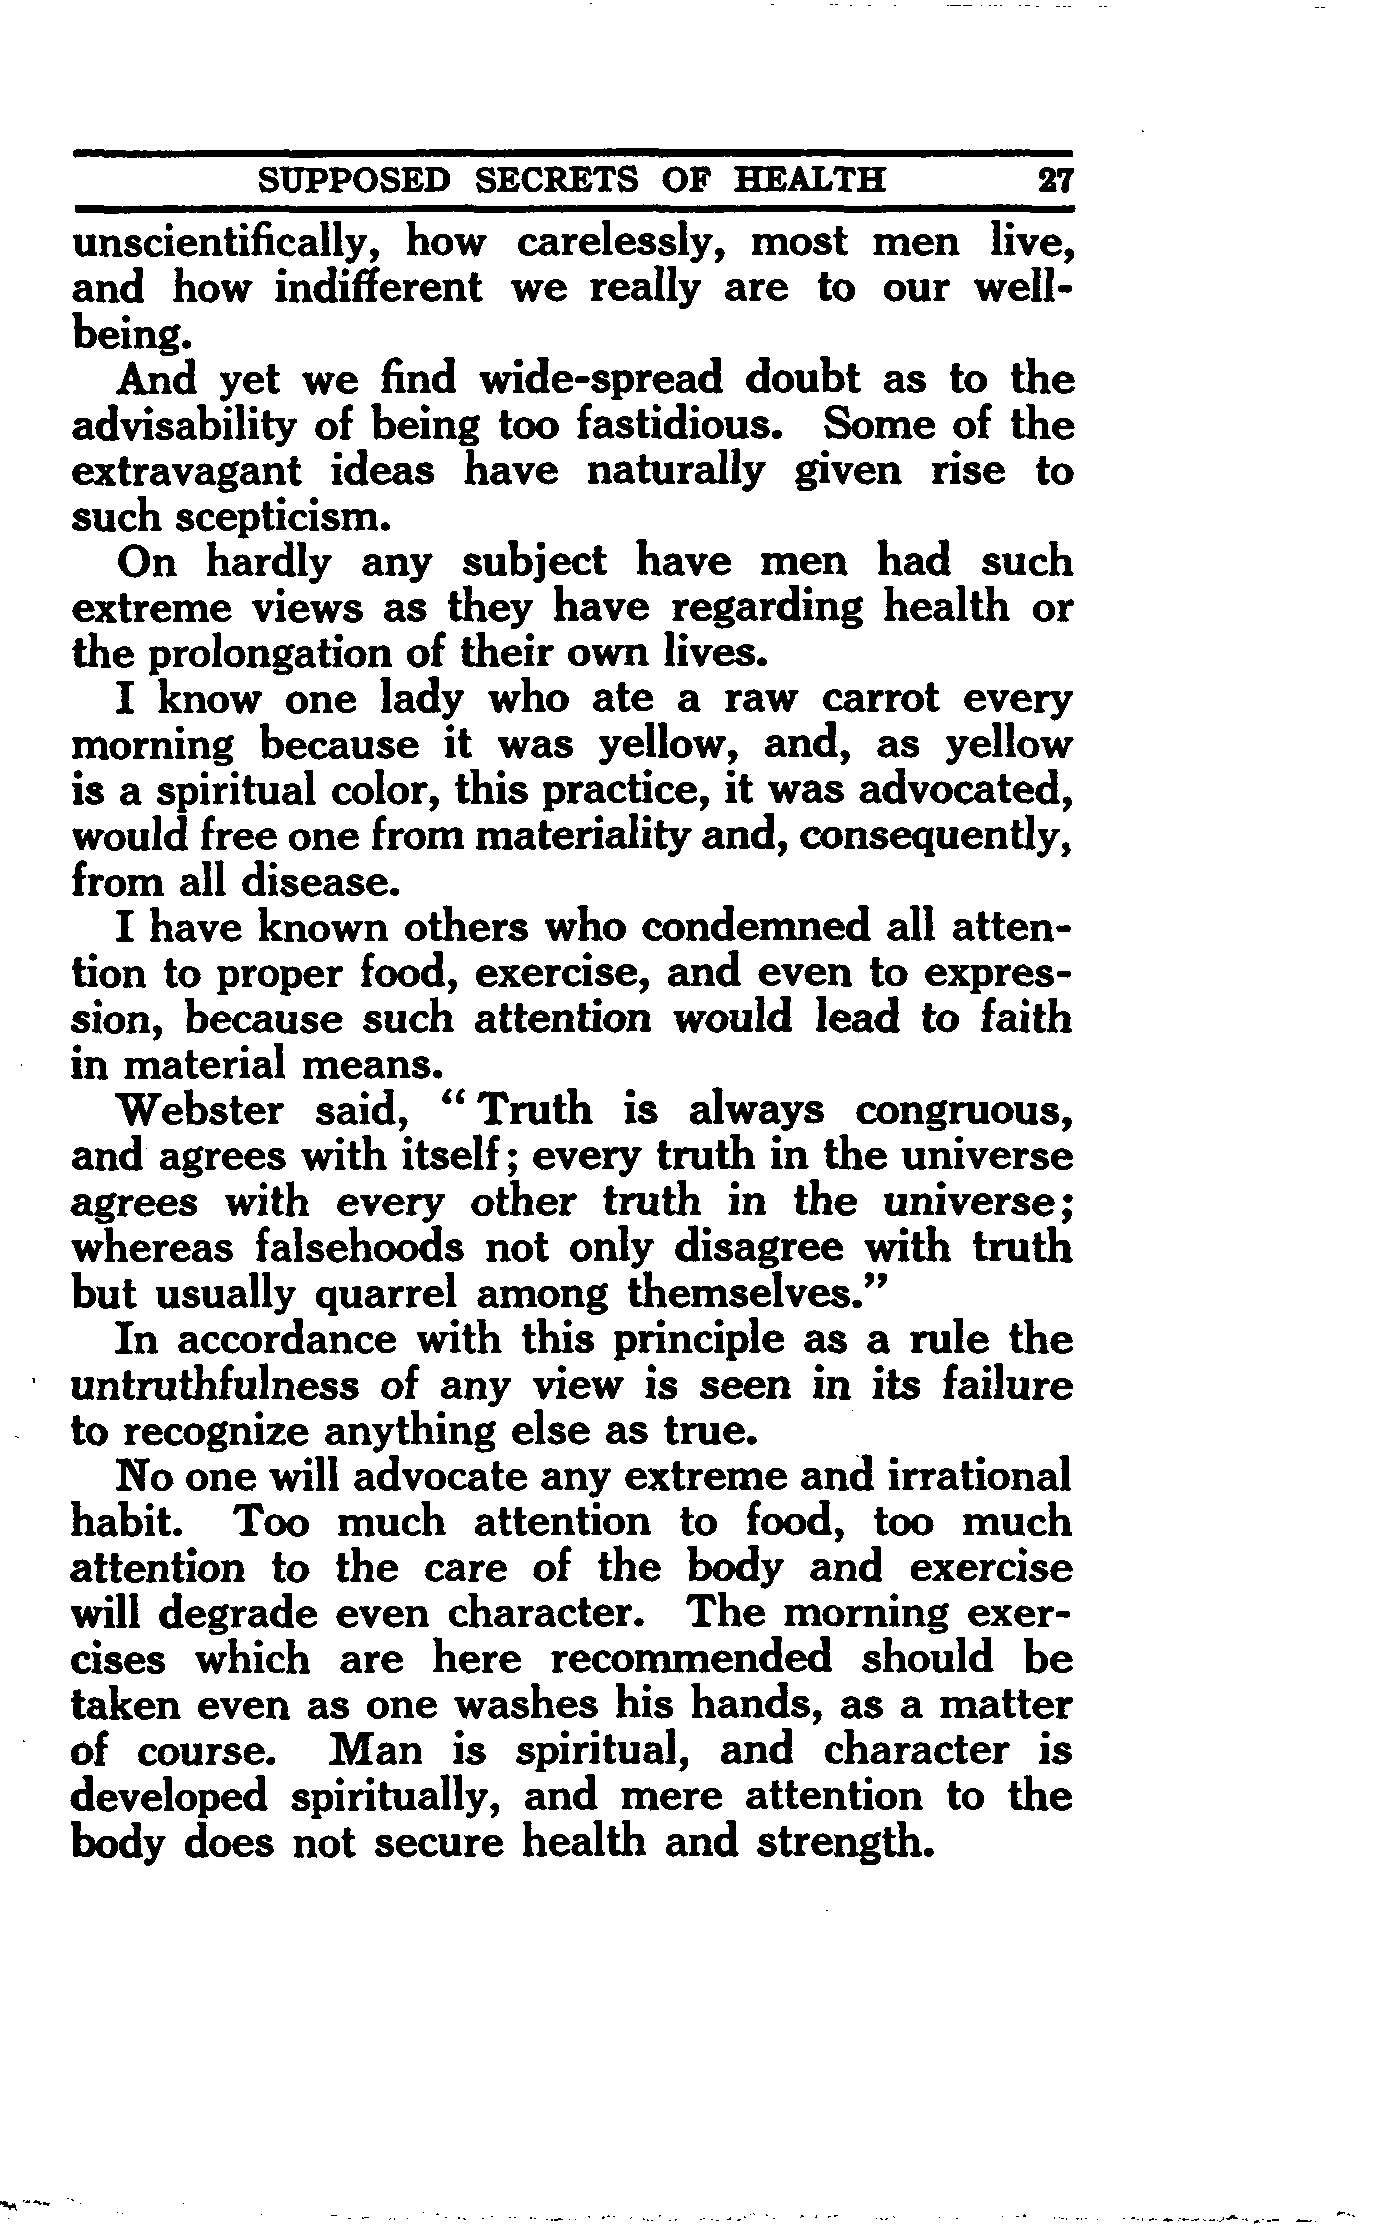 SUPPOSED SECRETS OF HEALTH 27
unscientifically, how carelessly, most men live,
and how indifferent we really are to our well-
being.
And yet we find wide-spread doubt as to the
advisability of being too fastidious. Some of the
extravagant ideas have naturally given rise to
such scepticism.
On hardly any subject have men had such
extreme views as they have regarding health or
the prolongation of their own lives.
I know one lady who ate a raw carrot every
morning because it was yellow, and, as yellow
is a spiritual color, this practice, it was advocated,
would free one from materiality and, consequently,
from all disease.
I have known others who condemned all atten-
tion to proper food, exercise, and even to expres-
sion, because such attention would lead to faith
in material means.
Webster said, “ Truth is always congruous,
and agrees with itself; every truth in the universe
agrees with every other truth in the universe;
whereas falsehoods not only disagree with truth
but usually quarrel among themselves.”
In accordance with this principle as a rule the
untruthfulness of any view is seen in its failure
to recognize anything else as true.
No one will advocate any extreme and irrational
habit. Too much attention to food, too much
attention to the care of the body and exercise
will degrade even character. The morning exer-
cises which are here recommended should be
taken even as one washes his hands, as a matter
of course. Man is spiritual, and character is
developed spiritually, and mere attention to the
body does not secure health and strength.